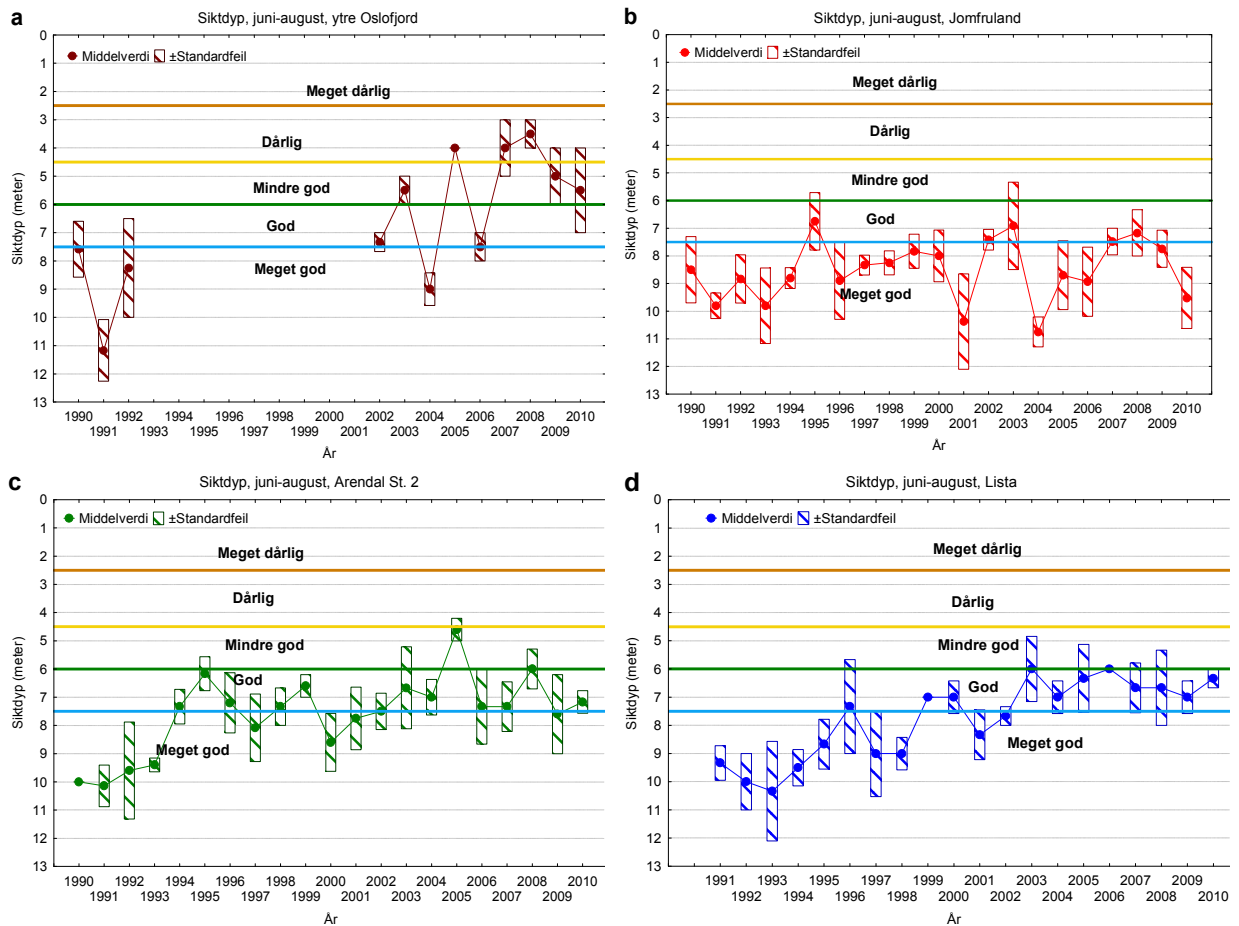 a
Siktdyp, juni-august, ytre Oslofjord
0
Middelverdi ±Standardfeil
1
2
Meget dårlig
3
Dårlig
4
5
Mindre god
6
God
7
8
Meget god
9
10
11
12
13
Siktdyp (meter)
1990 1992 1994 1996 1998 2000 2002 2004 2006 2008 2010
1991 1993 1995 1997 1999 2001 2003 2005 2007 2009
År
b
Siktdyp, juni-august, Jomfruland
0
Middelverdi ±Standardfeil
1
2
Meget dårlig
3
Dårlig
4
5
Mindre god
6
God
7
8
9
Meget god
10
11
12
13
Siktdyp (meter)
1990 1992 1994 1996 1998 2000 2002 2004 2006 2008 2010
1991 1993 1995 1997 1999 2001 2003 2005 2007 2009
År
c
Siktdyp, juni-august, Arendal St. 2
0
Middelverdi ±Standardfeil
1
2
Meget dårlig
3
Dårlig
4
5
Mindre god
6
God
7
8
Meget god
9
10
11
12
13
Siktdyp (meter)
1990 1992 1994 1996 1998 2000 2002 2004 2006 2008 2010
1991 1993 1995 1997 1999 2001 2003 2005 2007 2009
År
d
Siktdyp, juni-august, Lista
0
Middelverdi ±Standardfeil
1
2
Meget dårlig
3
Dårlig
4
5
Mindre god
6
God
7
8
Meget god
9
10
11
12
13
Siktdyp (meter)
1991 1993 1995 1997 1999 2001 2003 2005 2007 2009
1992 1994 1996 1998 2000 2002 2004 2006 2008 2010
År